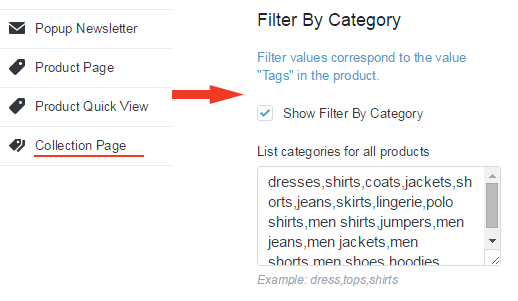 Popup Newsletter
Product Page
Product Quick View
Collection Page
Filter By Category
Filter values correspond to the value
"Tags" in the product.
Show Filter By Category
List categories for all products
dresses,shirts,coats,jackets,sh
orts,jeans,skirts,lingerie,polo
shirts,men shirts,jumpers,men
jeans,men jackets,men
shorts,men shoes,hoodies
Example: dress,tops,shirts